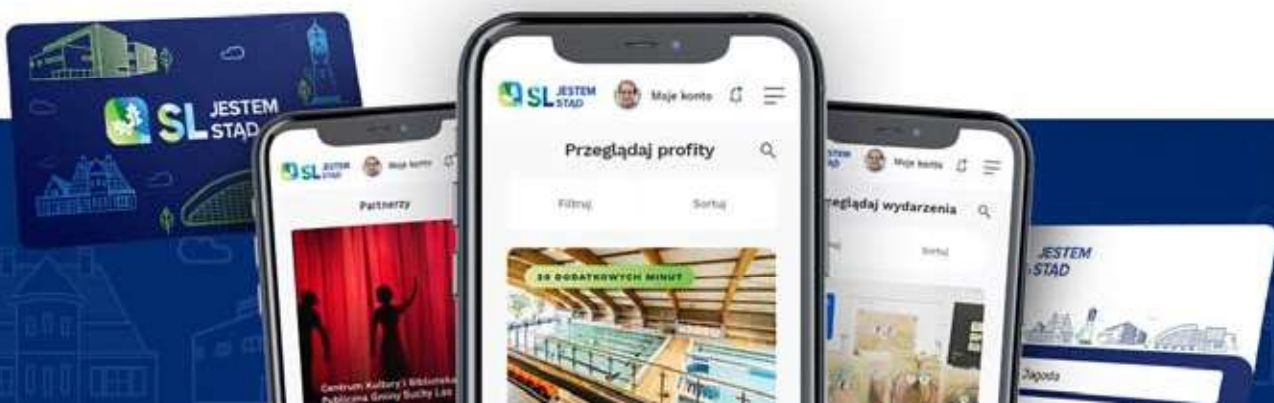 SL JESTEM
STĄD
SL JESTEM
STĄD
Moje konto
Partnerzy
Centrum Kultury i Biblioteka
Publiczna Gminy Suchy Las
SL JESTEM
STĄD
Moje konto
Przeglądaj profity
Filtruj
Sortuj
20 DODATKOWYCH MINUT
Moje konto
eglądaj wydarzenia
Sortuj
JESTEM
STĄD
Jagoda